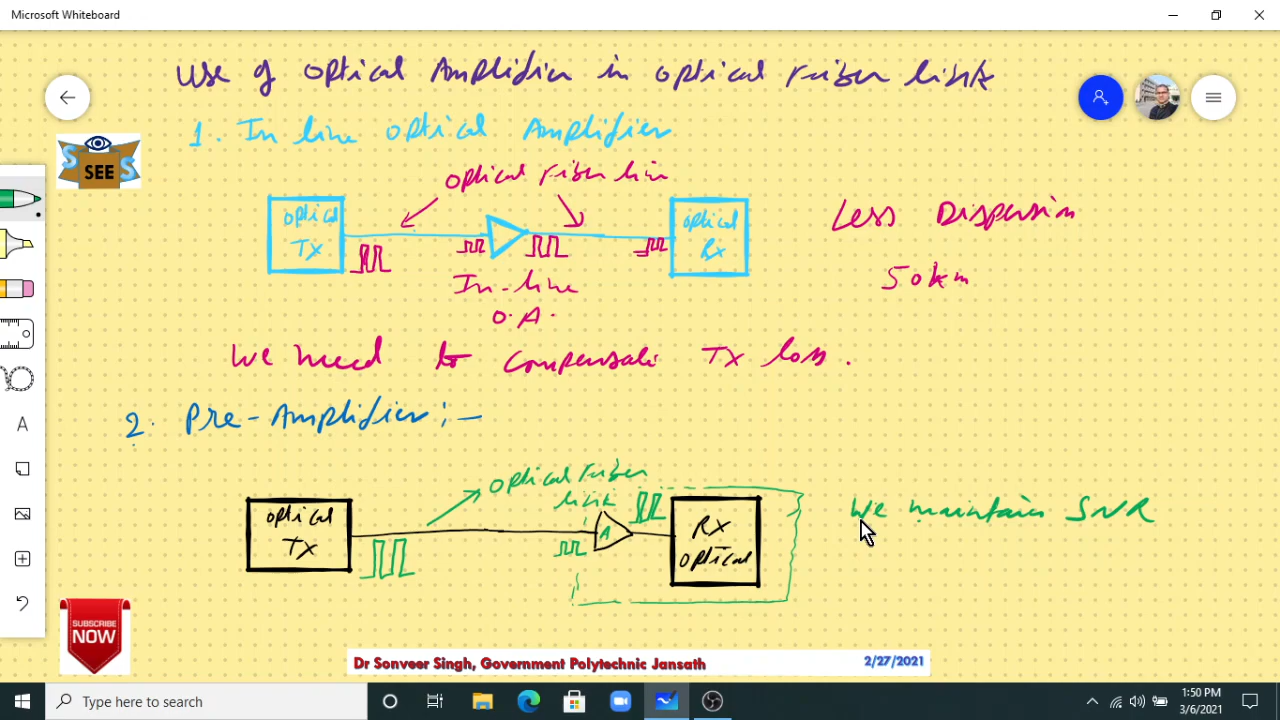 Microsoft Whiteboard
Use of Optical Amplifier in optical fiber link
1. In line optical Amplifier
optical fiber line
optical
TX
optical
Rx
Less Dispersion
50km
In-line
O.A.
We need to compensate TX loss.
2. Pre-Amplifier:-
optical fiber
link
optical
TX
A
RX
optical
We maintain SNR
S
S
SEE
A
SUBSCRIBE
NOW
Dr Sonveer Singh, Government Polytechnic Jansath
2/27/2021
Type here to search
1:50 PM
3/6/2021